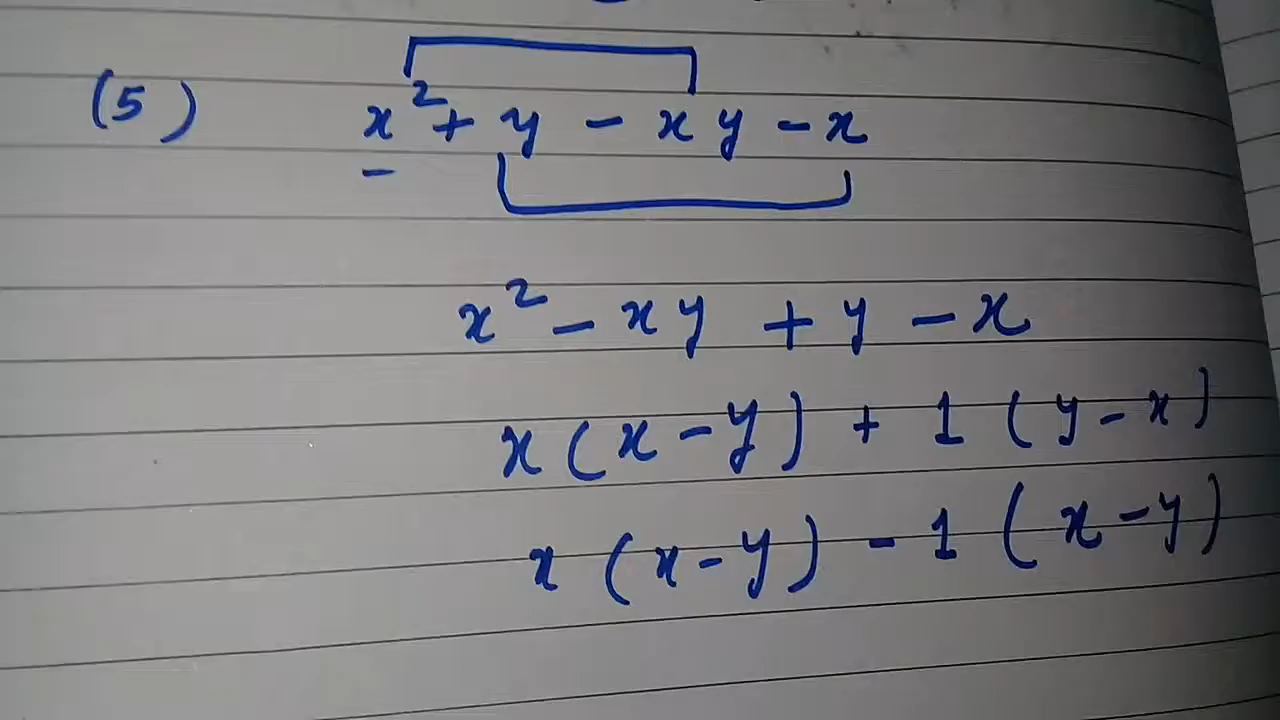 (5) x² + y - xy - x
x² - xy + y - x
x (x - y) + 1 (y - x)
x (x - y) - 1 (x - y)